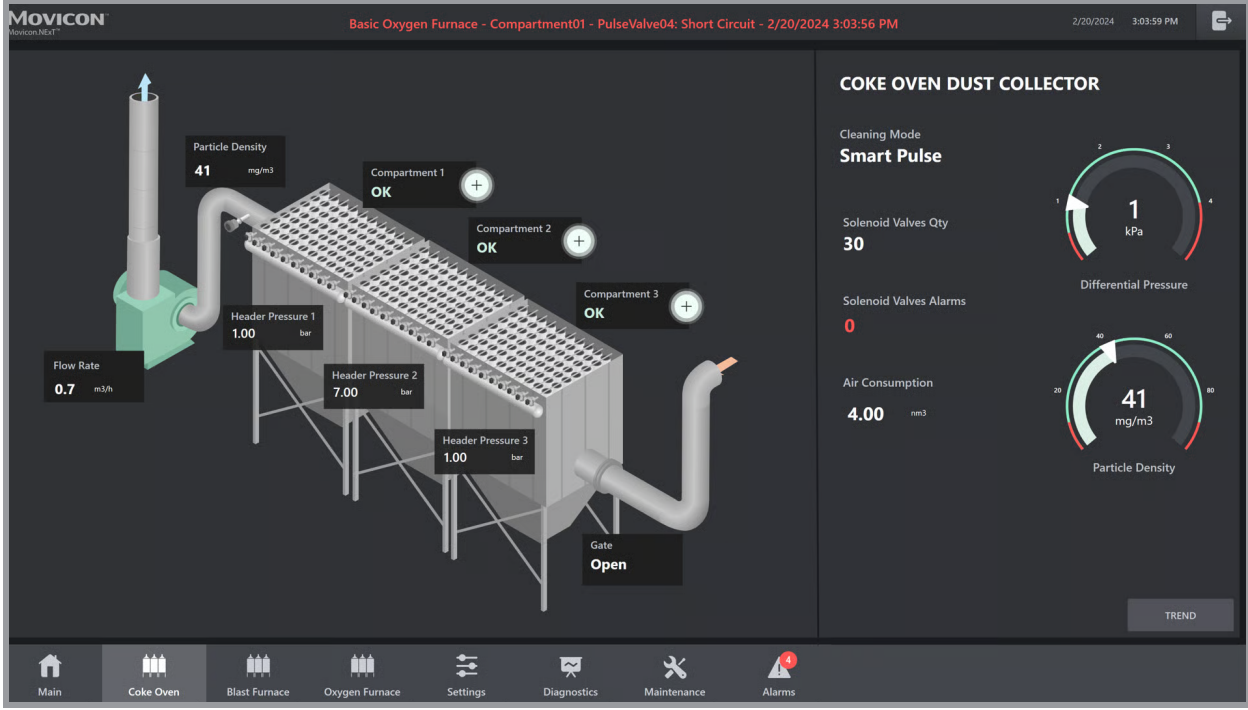 MOVICON
Movicon.NExT™
Basic Oxygen Furnace - Compartment01 - PulseValve04: Short Circuit - 2/20/2024 3:03:56 PM
2/20/2024 3:03:59 PM
Particle Density
41 mg/m3
Compartment 1
OK
Compartment 2
OK
Compartment 3
OK
Header Pressure 1
1.00 bar
Header Pressure 2
7.00 bar
Header Pressure 3
1.00 bar
Flow Rate
0.7 m3/h
Gate
Open
COKE OVEN DUST COLLECTOR
Cleaning Mode
Smart Pulse
Solenoid Valves Qty
30
Solenoid Valves Alarms
0
Air Consumption
4.00 nm3
2 3
1 4
1
kPa
Differential Pressure
40 60
20 80
41
mg/m3
Particle Density
TREND
4
Main Coke Oven Blast Furnace Oxygen Furnace Settings Diagnostics Maintenance Alarms